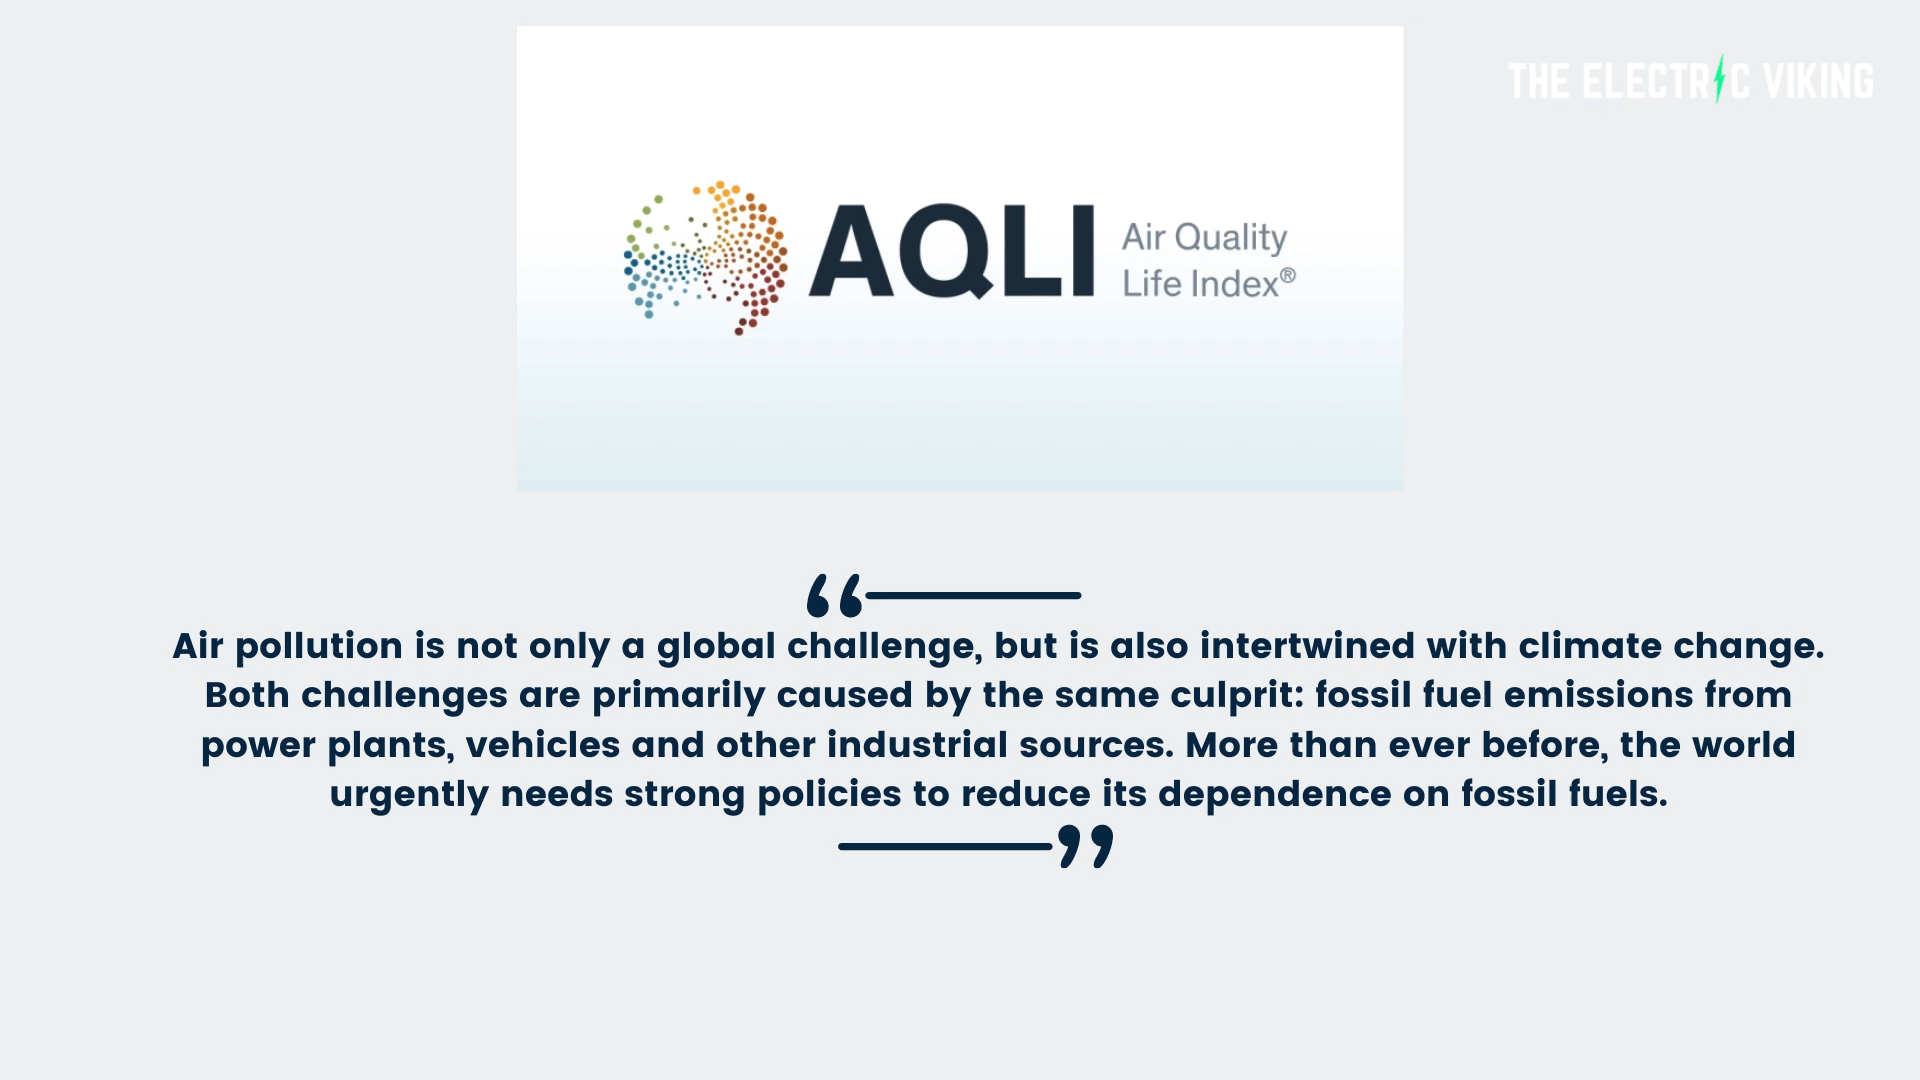 THE ELECTRIC VIKING
AQLI
Air Quality
Life Index®
“
Air pollution is not only a global challenge, but is also intertwined with climate change.
Both challenges are primarily caused by the same culprit: fossil fuel emissions from
power plants, vehicles and other industrial sources. More than ever before, the world
urgently needs strong policies to reduce its dependence on fossil fuels.
”